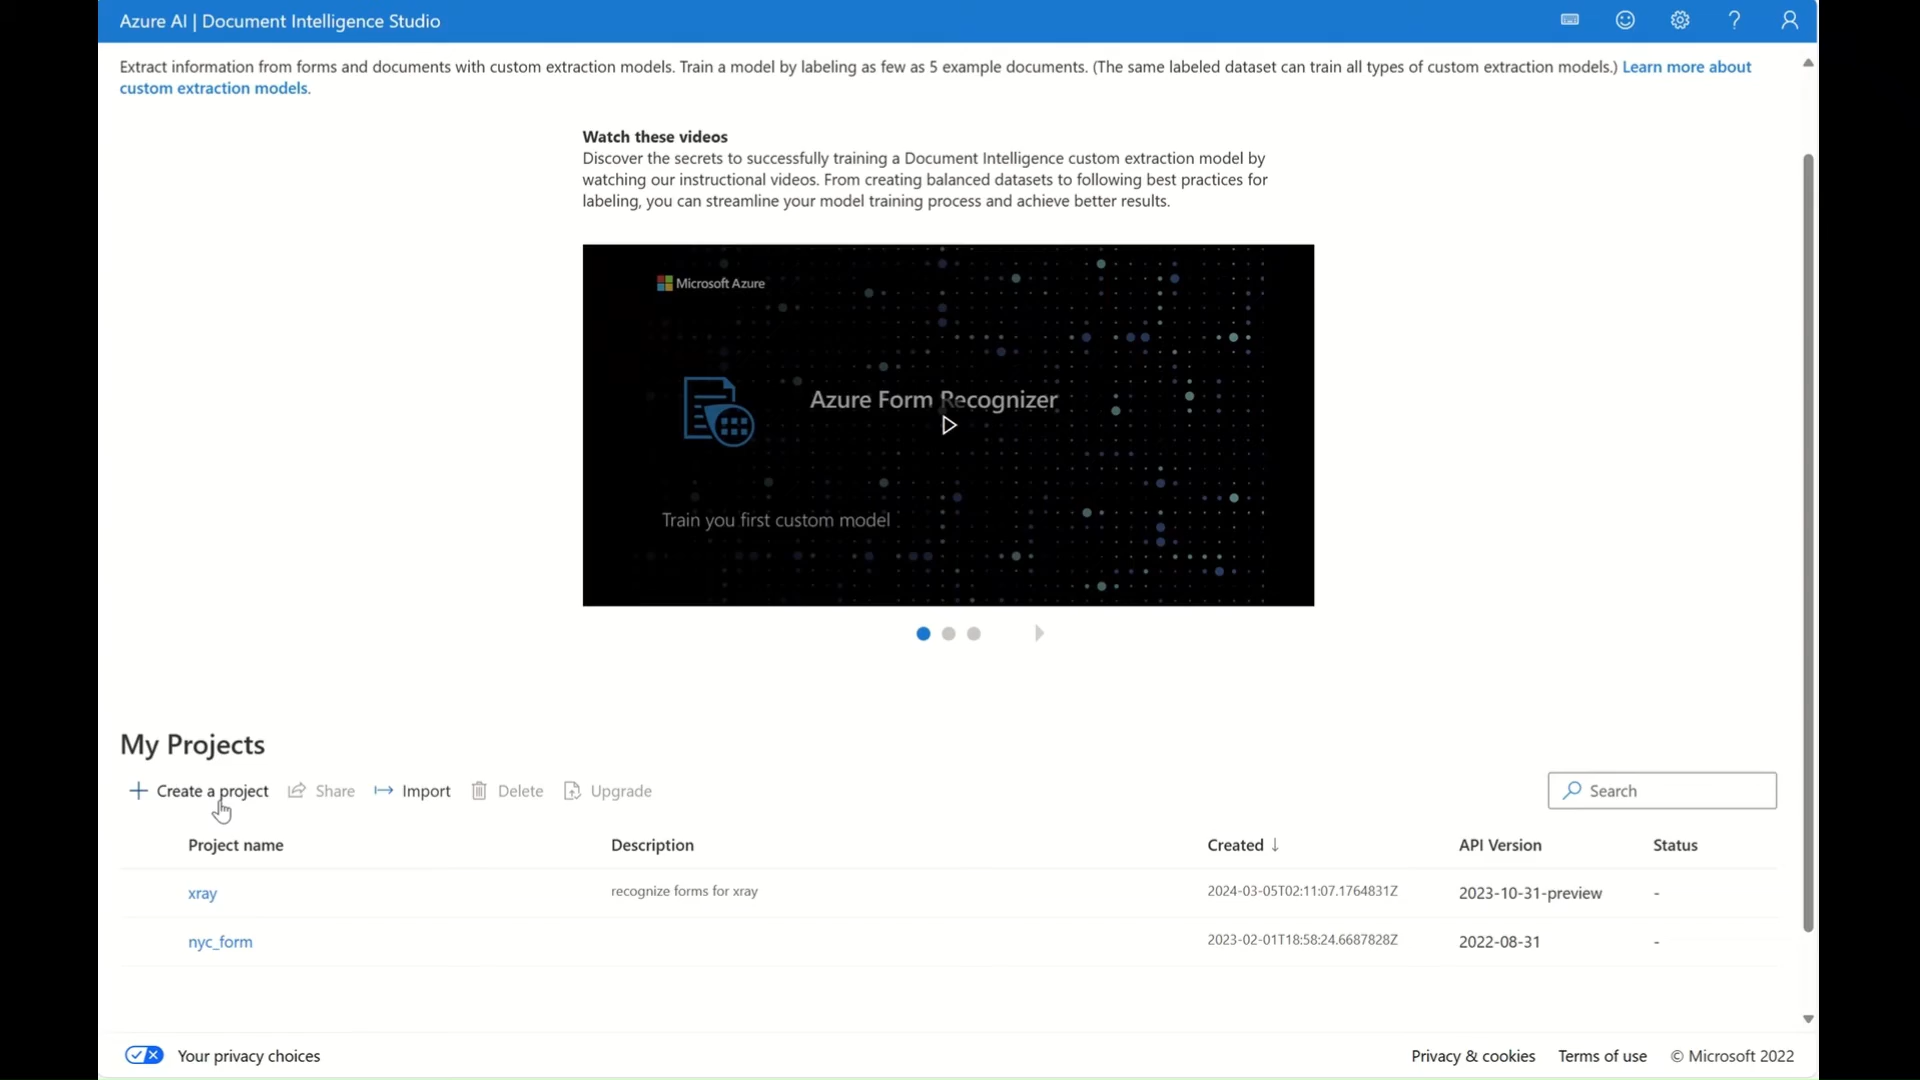 Azure AI | Document Intelligence Studio
Extract information from forms and documents with custom extraction models. Train a model by labeling as few as 5 example documents. (The same labeled dataset can train all types of custom extraction models.) Learn more about
custom extraction models.
Watch these videos
Discover the secrets to successfully training a Document Intelligence custom extraction model by
watching our instructional videos. From creating balanced datasets to following best practices for
labeling, you can streamline your model training process and achieve better results.
Microsoft Azure
Azure Form Recognizer
Train you first custom model
My Projects
Create a project Share Import Delete Upgrade Search
Project name Description Created ↓ API Version Status
xray recognize forms for xray 2024-03-05T02:11:07.1764831Z 2023-10-31-preview -
nyc_form 2023-02-01T18:58:24.6687828Z 2022-08-31 -
Your privacy choices Privacy & cookies Terms of use © Microsoft 2022